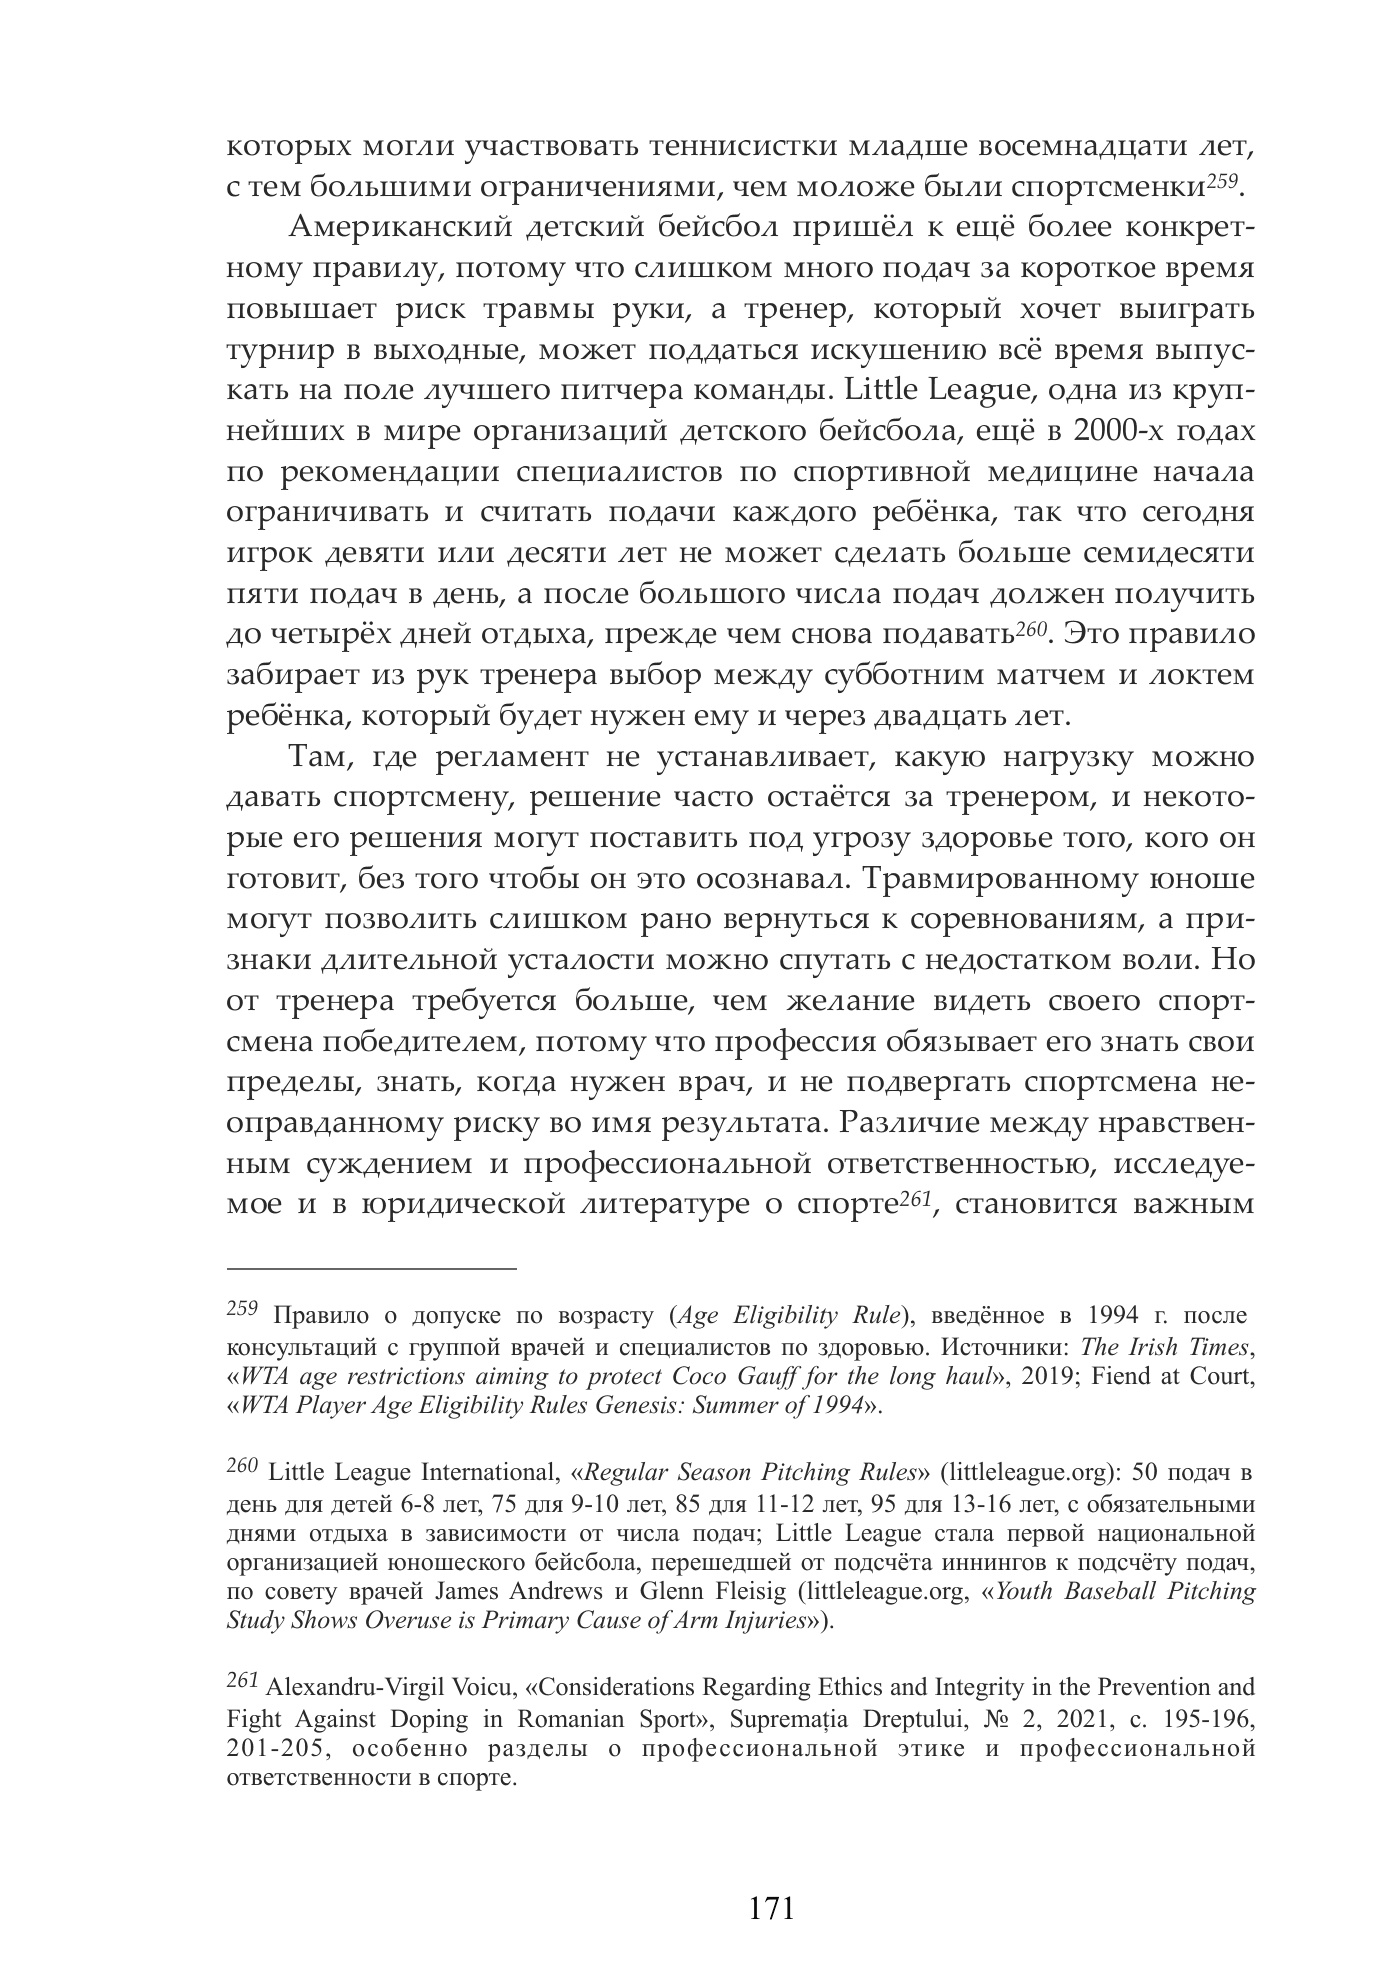 которых могли участвовать теннисистки младше восемнадцати лет,
с тем большими ограничениями, чем моложе были спортсменки259.
Американский детский бейсбол пришёл к ещё более конкрет-
ному правилу, потому что слишком много подач за короткое время
повышает риск травмы руки, а тренер, который хочет выиграть
турнир в выходные, может поддаться искушению всё время выпус-
кать на поле лучшего питчера команды. Little League, одна из круп-
нейших в мире организаций детского бейсбола, ещё в 2000-х годах
по рекомендации специалистов по спортивной медицине начала
ограничивать и считать подачи каждого ребёнка, так что сегодня
игрок девяти или десяти лет не может сделать больше семидесяти
пяти подач в день, а после большого числа подач должен получить
до четырёх дней отдыха, прежде чем снова подавать260. Это правило
забирает из рук тренера выбор между субботним матчем и локтем
ребёнка, который будет нужен ему и через двадцать лет.
Там, где регламент не устанавливает, какую нагрузку можно
давать спортсмену, решение часто остаётся за тренером, и некото-
рые его решения могут поставить под угрозу здоровье того, кого он
готовит, без того чтобы он это осознавал. Травмированному юноше
могут позволить слишком рано вернуться к соревнованиям, а при-
знаки длительной усталости можно спутать с недостатком воли. Но
от тренера требуется больше, чем желание видеть своего спорт-
смена победителем, потому что профессия обязывает его знать свои
пределы, знать, когда нужен врач, и не подвергать спортсмена не-
оправданному риску во имя результата. Различие между нравствен-
ным суждением и профессиональной ответственностью, исследуе-
мое и в юридической литературе о спорте261, становится важным
259 Правило о допуске по возрасту (Age Eligibility Rule), введённое в 1994 г. после
консультаций с группой врачей и специалистов по здоровью. Источники: The Irish Times,
«WTA age restrictions aiming to protect Coco Gauff for the long haul», 2019; Fiend at Court,
«WTA Player Age Eligibility Rules Genesis: Summer of 1994».
260 Little League International, «Regular Season Pitching Rules» (littleleague.org): 50 подач в
день для детей 6-8 лет, 75 для 9-10 лет, 85 для 11-12 лет, 95 для 13-16 лет, с обязательными
днями отдыха в зависимости от числа подач; Little League стала первой национальной
организацией юношеского бейсбола, перешедшей от подсчёта иннингов к подсчёту подач,
по совету врачей James Andrews и Glenn Fleisig (littleleague.org, «Youth Baseball Pitching
Study Shows Overuse is Primary Cause of Arm Injuries»).
261 Alexandru-Virgil Voicu, «Considerations Regarding Ethics and Integrity in the Prevention and
Fight Against Doping in Romanian Sport», Supremația Dreptului, № 2, 2021, с. 195-196,
201-205, особенно разделы о профессиональной этике и профессиональной
ответственности в спорте.
171